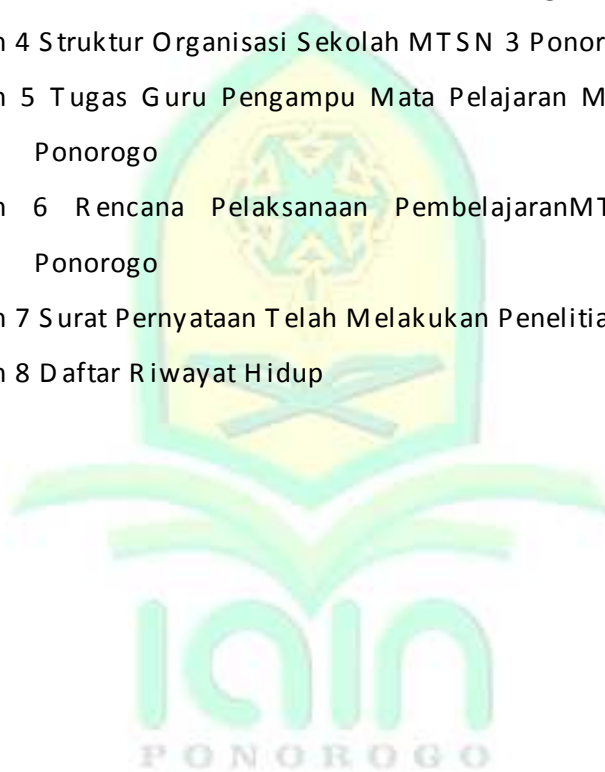 n 4 Struktur Organisasi Sekolah MTSN 3 Ponor
n 5 Tugas Guru Pengampu Mata Pelajaran M
Ponorogo
n 6 Rencana Pelaksanaan PembelajaranMT
Ponorogo
n 7 Surat Pernyataan Telah Melakukan Penelitia
n 8 Daftar Riwayat Hidup
iain
PONOROGO